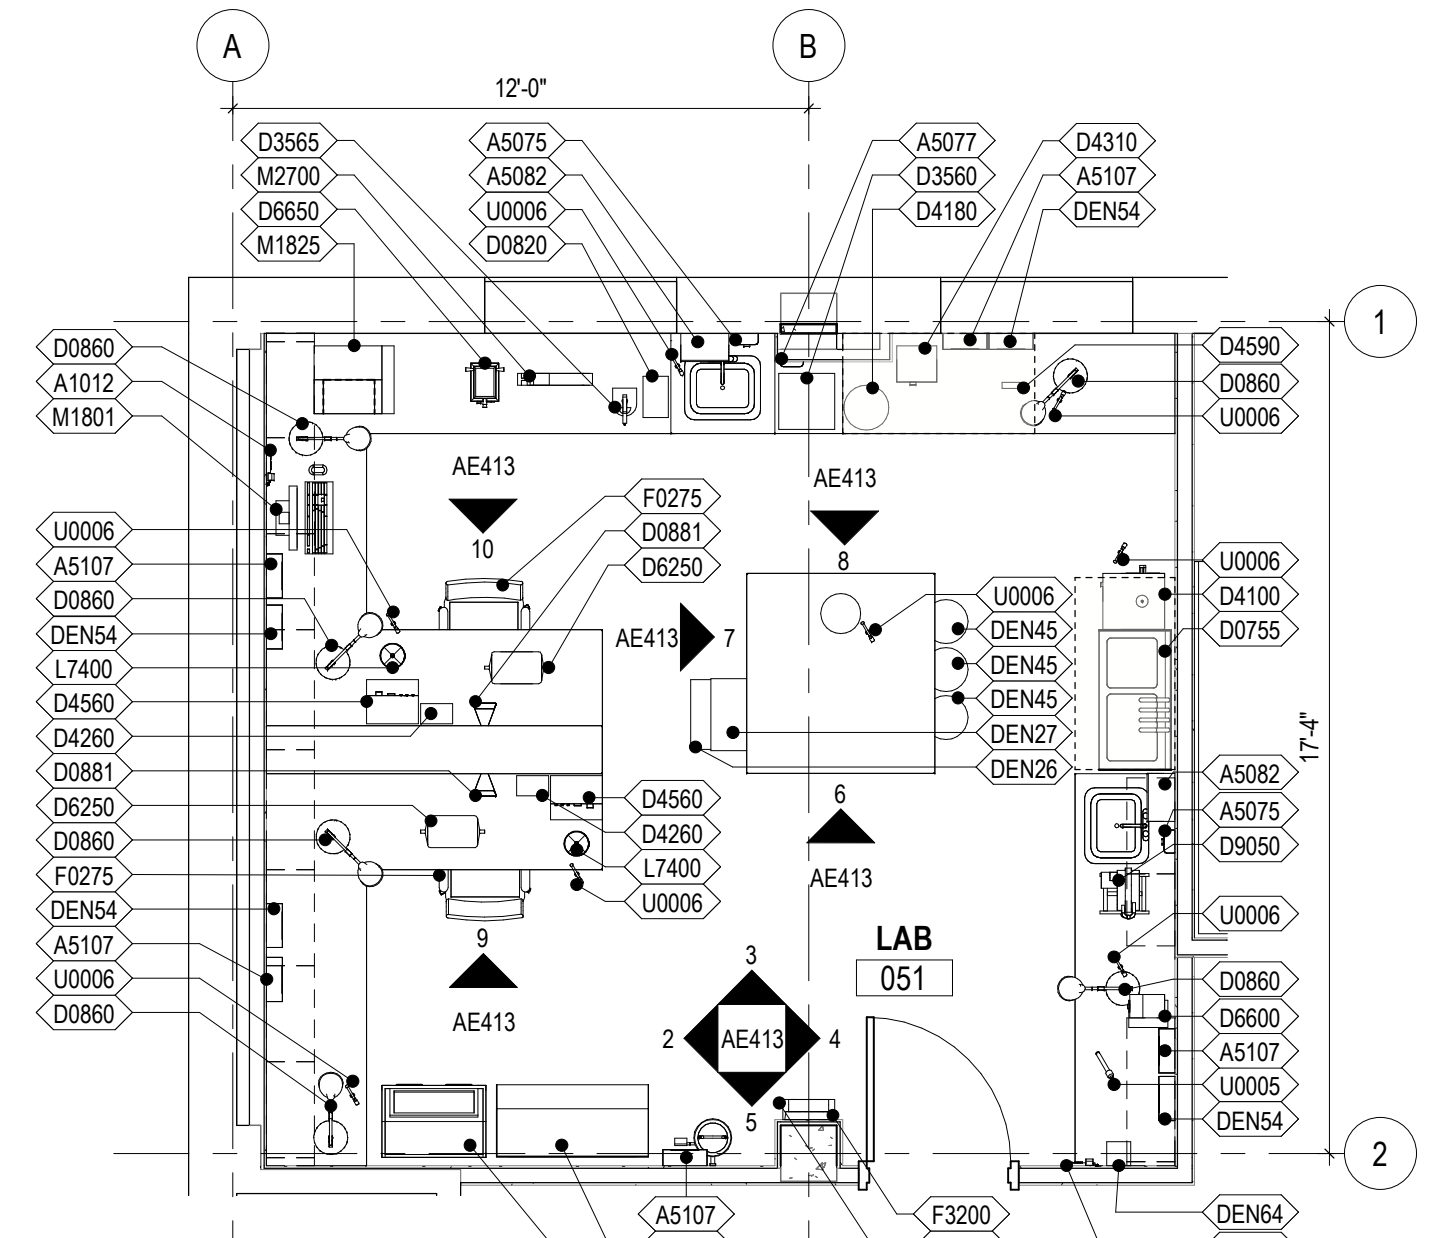 A
B
12'-0"
D3565
M2700
D6650
M1825
A5075
A5082
U0006
D0820
A5077
D3560
D4180
D4310
A5107
DEN54
1
D0860
A1012
M1801
D4590
D0860
U0006
AE413
10
AE413
8
F0275
D0881
D6250
U0006
A5107
D0860
DEN54
L7400
D4560
D4260
D0881
D6250
D0860
F0275
DEN54
A5107
U0006
D0860
AE413
7
U0006
DEN45
DEN45
DEN45
DEN27
DEN26
U0006
D4100
D0755
17'-4"
D4560
D4260
L7400
U0006
6
AE413
A5082
A5075
D9050
U0006
D0860
D6600
A5107
U0005
DEN54
9
AE413
LAB
051
3
2
AE413
4
5
2
A5107
F3200
DEN64